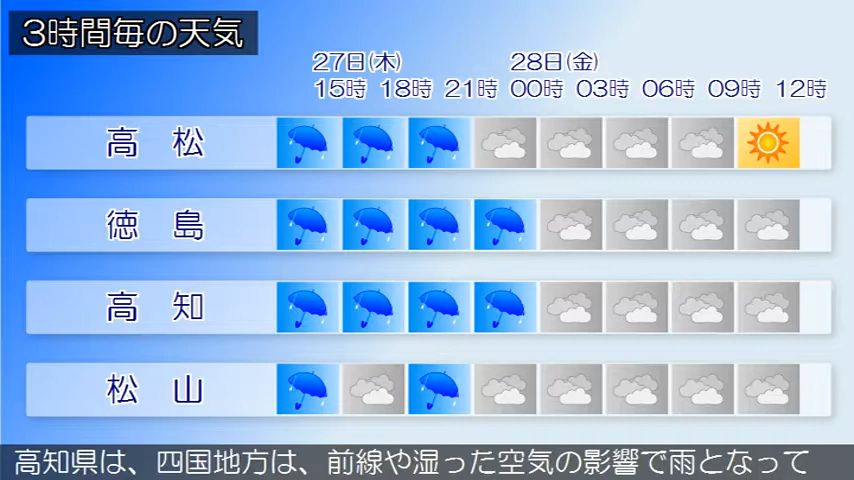 3時間毎の天気
27日(木) 28日(金)
15時 18時 21時 00時 03時 06時 09時 12時
高松
徳島
高知
松山
高知県は、四国地方は、前線や湿った空気の影響で雨となって